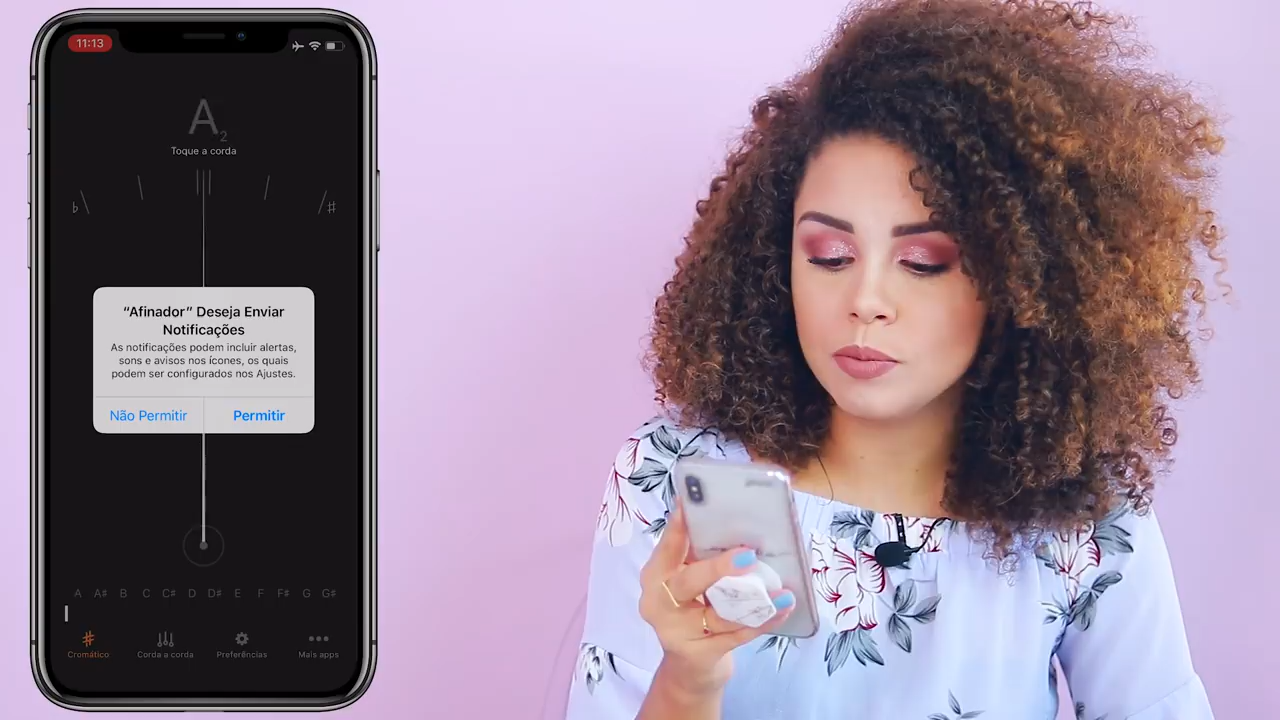 11:13
A2
Toque a corda
♭ ♯
“Afinador” Deseja Enviar
Notificações
As notificações podem incluir alertas,
sons e avisos nos ícones, os quais
podem ser configurados nos Ajustes.
Não Permitir Permitir
A A♯ B C C♯ D D♯ E F F♯ G G♯
Cromático Corda a corda Preferências Mais apps